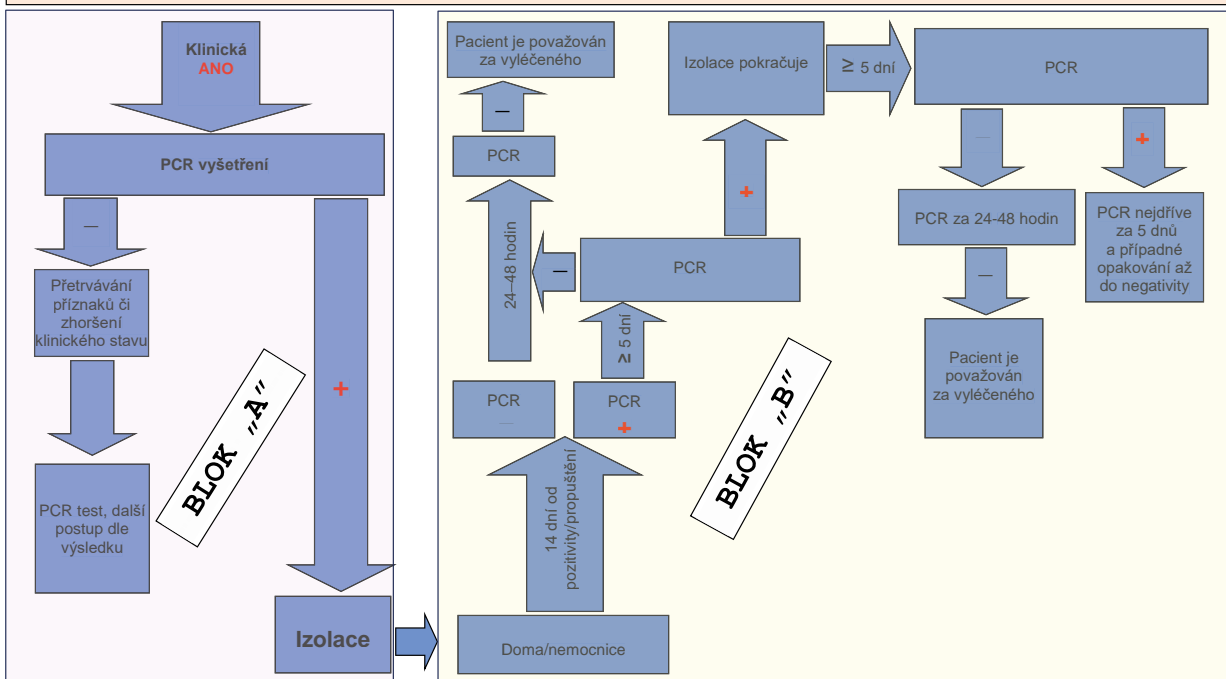 Klinická
ANO
PCR vyšetření
—
+
Přetrvávání
příznaků či
zhoršení
klinického stavu
PCR test, další
postup dle
výsledku
BLOK „A"
Izolace
Pacient je považován
za vyléčeného
—
PCR
24–48 hodin
—
PCR
+
Izolace pokračuje
≥ 5 dní
PCR
—
PCR
+
≥ 5 dní
14 dní od
pozitivity/propuštění
Doma/nemocnice
BLOK „B"
PCR
—
+
PCR za 24-48 hodin
—
Pacient je
považován
za vyléčeného
PCR nejdříve
za 5 dnů
a případné
opakování až
do negativity